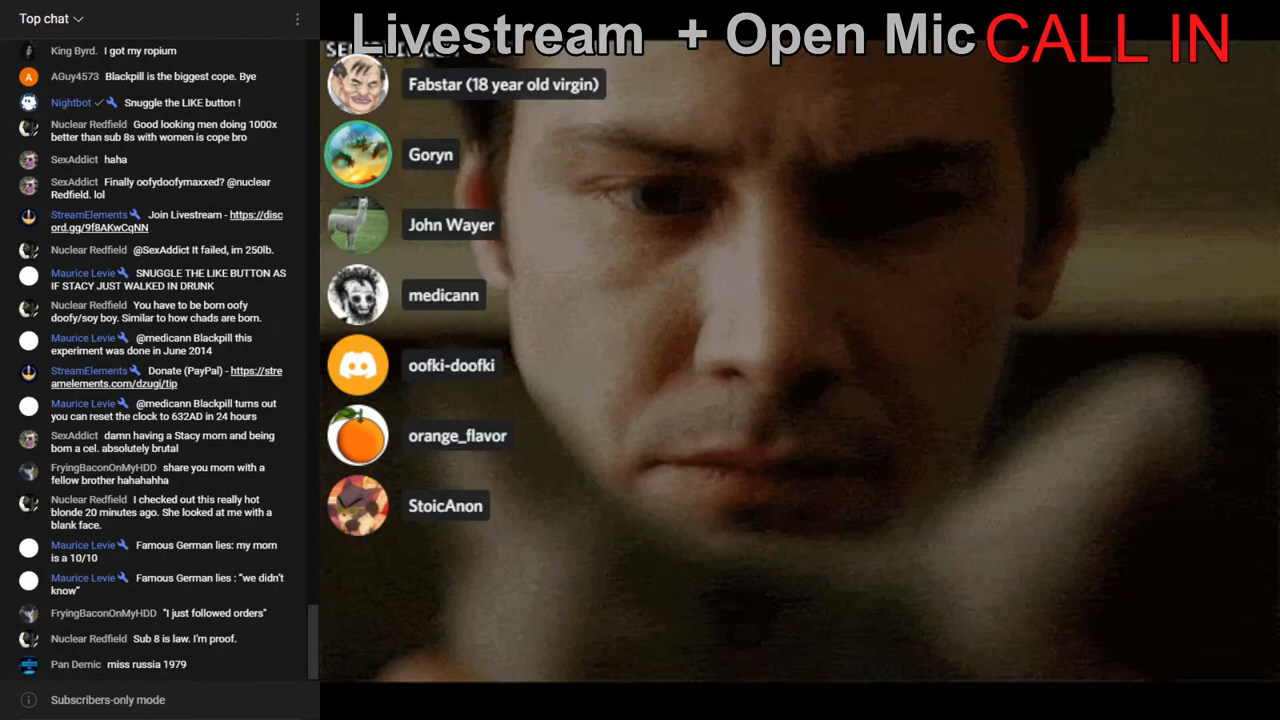 Top chat
King Byrd. I got my ropium
AGuy4573 Blackpill is the biggest cope. Bye
Nightbot Snuggle the LIKE button !
Nuclear Redfield Good looking men doing 1000x
better than sub 8s with women is cope bro
SexAddict haha
SexAddict Finally oofydoofymaxxed? @nuclear
Redfield. lol
StreamElements Join Livestream - https://disc
ord.gg/9f8AKwCqNN
Nuclear Redfield @SexAddict It failed, im 250lb.
Maurice Levie SNUGGLE THE LIKE BUTTON AS
IF STACY JUST WALKED IN DRUNK
Nuclear Redfield You have to be born oofy
doofy/soy boy. Similar to how chads are born.
Maurice Levie @medicann Blackpill this
experiment was done in June 2014
StreamElements Donate (PayPal) - https://stre
amelements.com/dzugi/tip
Maurice Levie @medicann Blackpill turns out
you can reset the clock to 632AD in 24 hours
SexAddict damn having a Stacy mom and being
born a cel. absolutely brutal
FryingBaconOnMyHDD share you mom with a
fellow brother hahahahha
Nuclear Redfield I checked out this really hot
blonde 20 minutes ago. She looked at me with a
blank face.
Maurice Levie Famous German lies: my mom
is a 10/10
Maurice Levie Famous German lies : “we didn’t
know”
FryingBaconOnMyHDD "I just followed orders"
Nuclear Redfield Sub 8 is law. I'm proof.
Pan Demic miss russia 1979
Subscribers-only mode
Livestream + Open Mic CALL IN
Fabstar (18 year old virgin)
Goryn
John Wayer
medicann
oofki-doofki
orange_flavor
StoicAnon